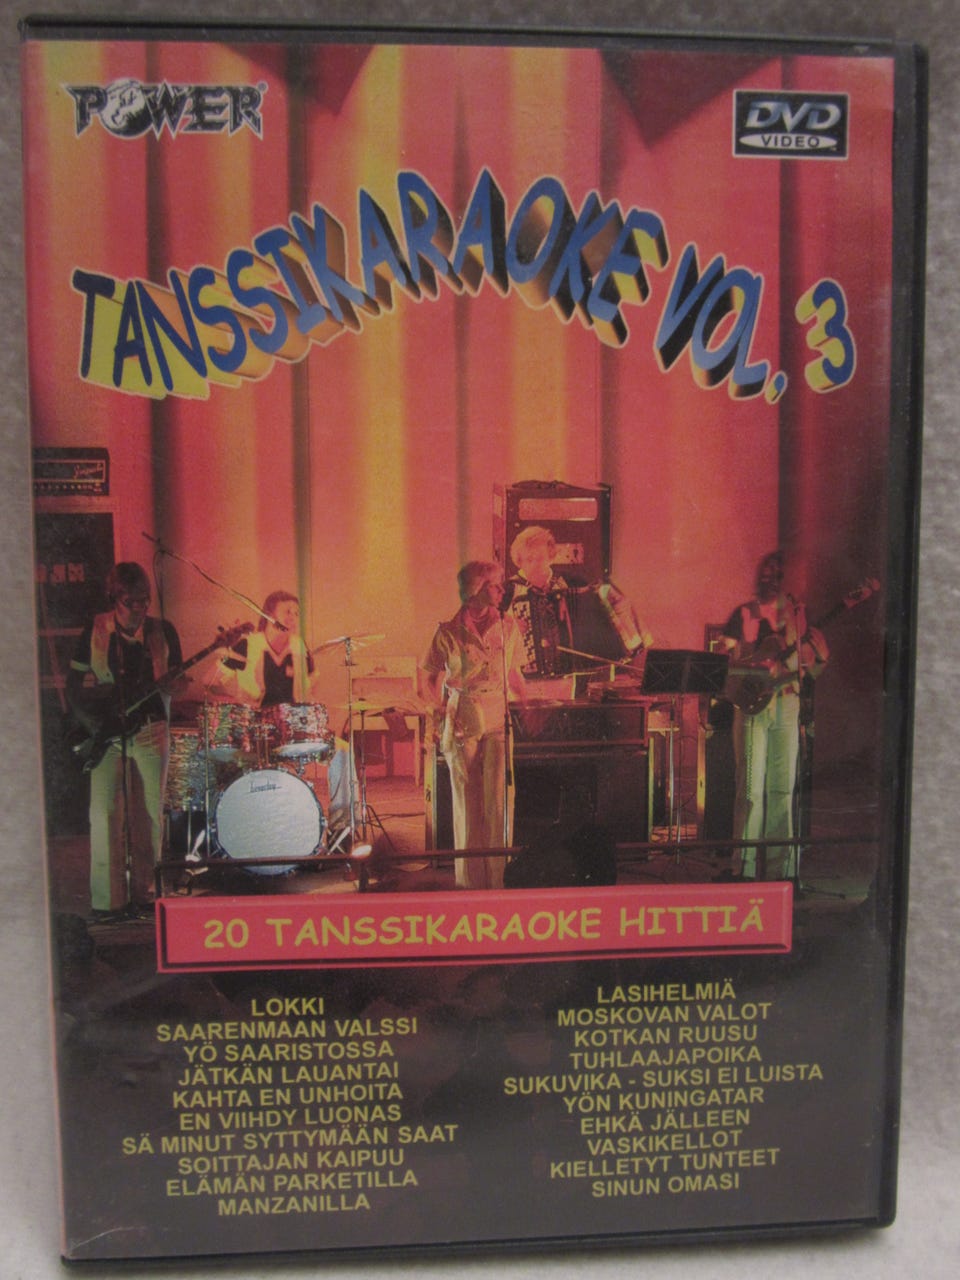 POWER
DVD
VIDEO
TANSSIKARAOKE VOL. 3
20 TANSSIKARAOKE HITTIÄ
LOKKI
SAARENMAAN VALSSI
YÖ SAARISTOSSA
JÄTKÄN LAUANTAI
KAHTA EN UNHOITA
EN VIIHDY LUONAS
SÄ MINUT SYTTYMÄÄN SAAT
SOITTAJAN KAIPUU
ELÄMÄN PARKETILLA
MANZANILLA
LASIHELMIÄ
MOSKOVAN VALOT
KOTKAN RUUSU
TUHLAAJAPOIKA
SUKUVIKA - SUKSI EI LUISTA
YÖN KUNINGATAR
EHKÄ JÄLLEEN
VASKIKELLOT
KIELLETYT TUNTEET
SINUN OMASI